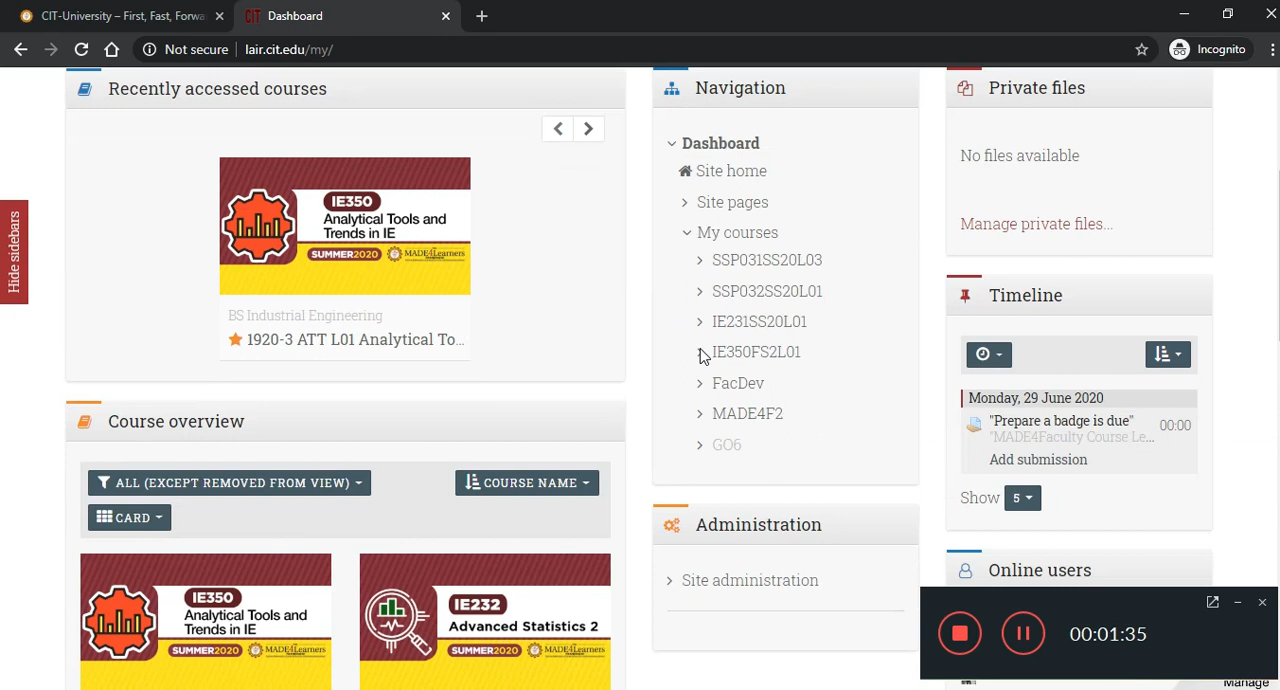 CIT-University – First, Fast, Forwa
Dashboard
Not secure
lair.cit.edu/my/
Incognito
Hide sidebars
Recently accessed courses
IE350
Analytical Tools and
Trends in IE
SUMMER2020
MADE4Learners
BS Industrial Engineering
1920-3 ATT L01 Analytical To...
Course overview
ALL (EXCEPT REMOVED FROM VIEW)
COURSE NAME
CARD
IE350
Analytical Tools and
Trends in IE
SUMMER2020
MADE4Learners
IE232
Advanced Statistics 2
SUMMER2020
MADE4Learners
Navigation
Dashboard
Site home
Site pages
My courses
SSP031SS20L03
SSP032SS20L01
IE231SS20L01
IE350FS2L01
FacDev
MADE4F2
GO6
Administration
Site administration
Private files
No files available
Manage private files...
Timeline
Monday, 29 June 2020
"Prepare a badge is due"
00:00
"MADE4Faculty Course Le...
Add submission
Show 5
Online users
00:01:35
Manage